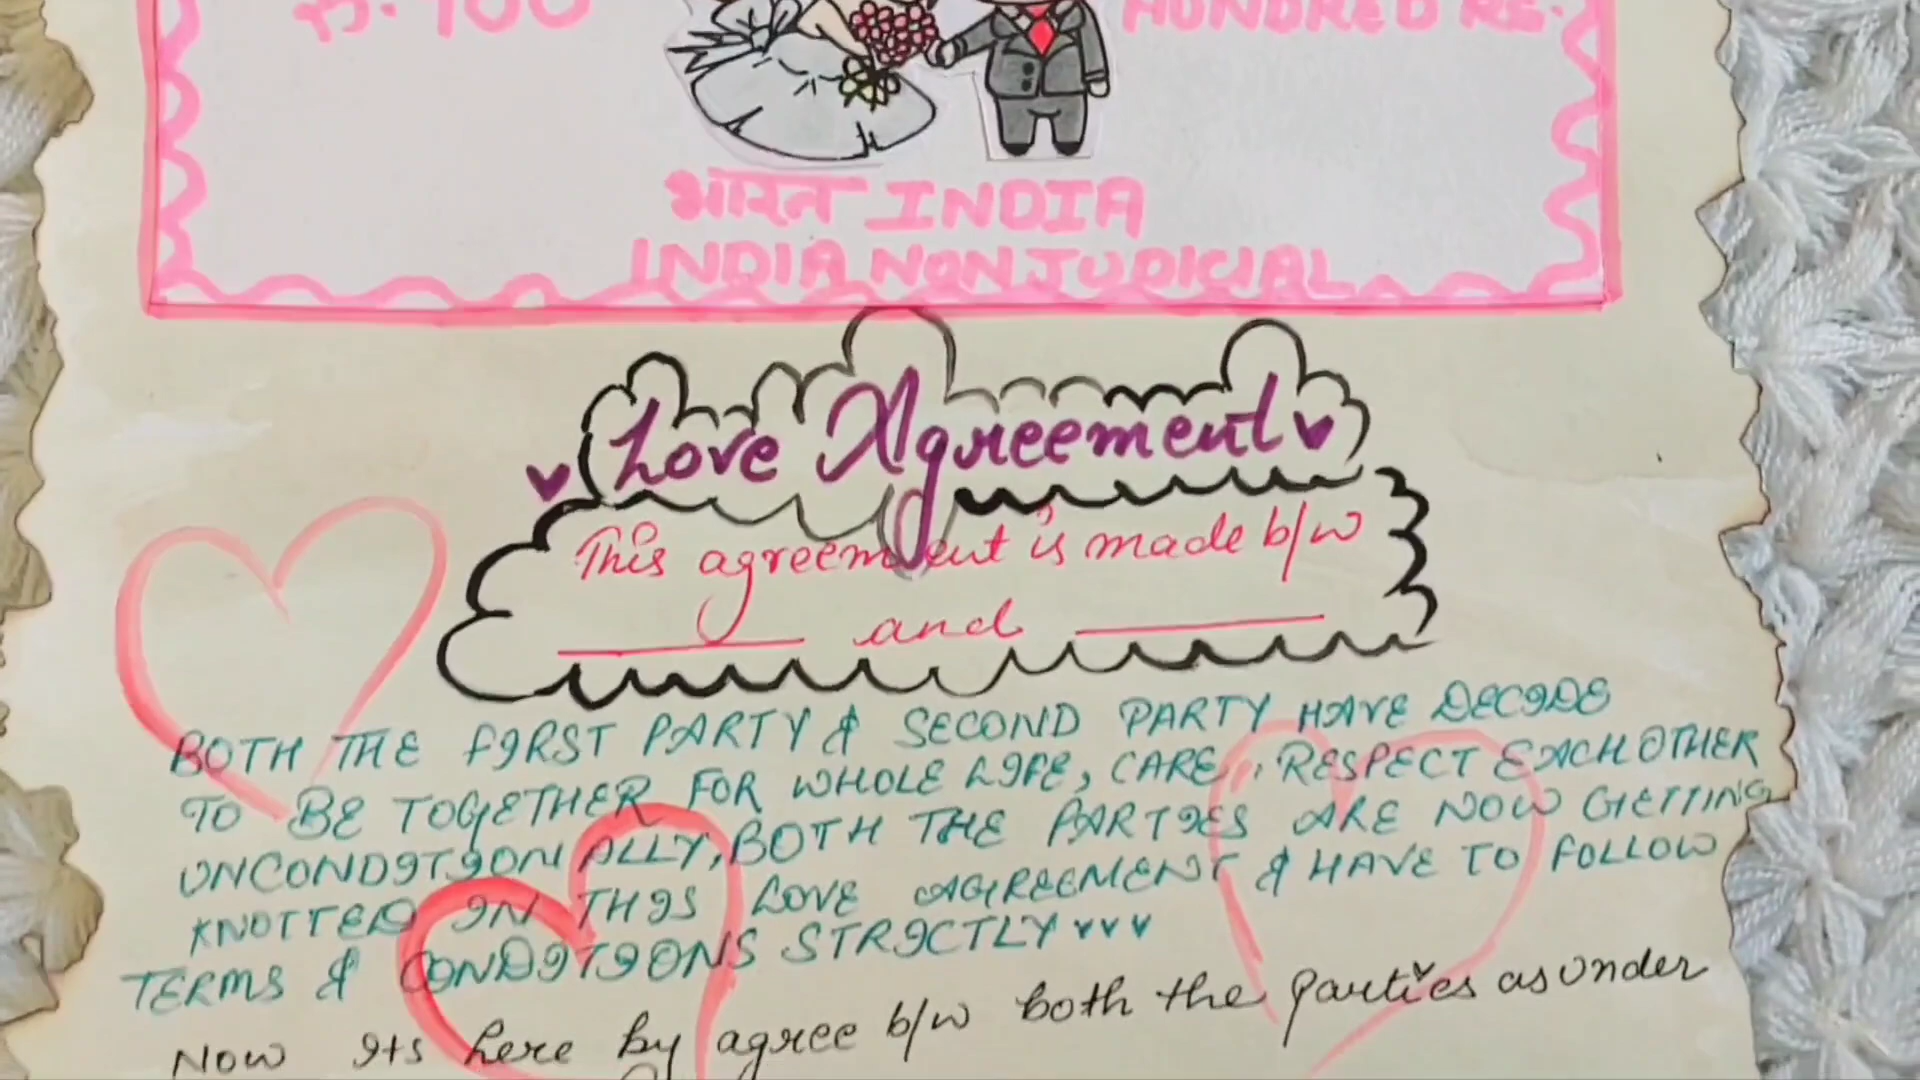 रु. 100 HUNDRED RE.
भारत INDIA
INDIA NON JUDICIAL
Love Agreement
This agreement is made b/w
and
BOTH THE FIRST PARTY & SECOND PARTY HAVE DECIDE
TO BE TOGETHER FOR WHOLE LIFE, CARE, RESPECT EACH OTHER
UNCONDITIONALLY, BOTH THE PARTIES ARE NOW GETTING
KNOTTED IN THIS LOVE AGREEMENT & HAVE TO FOLLOW
TERMS & CONDITIONS STRICTLY
Now its here by agree b/w both the parties as under